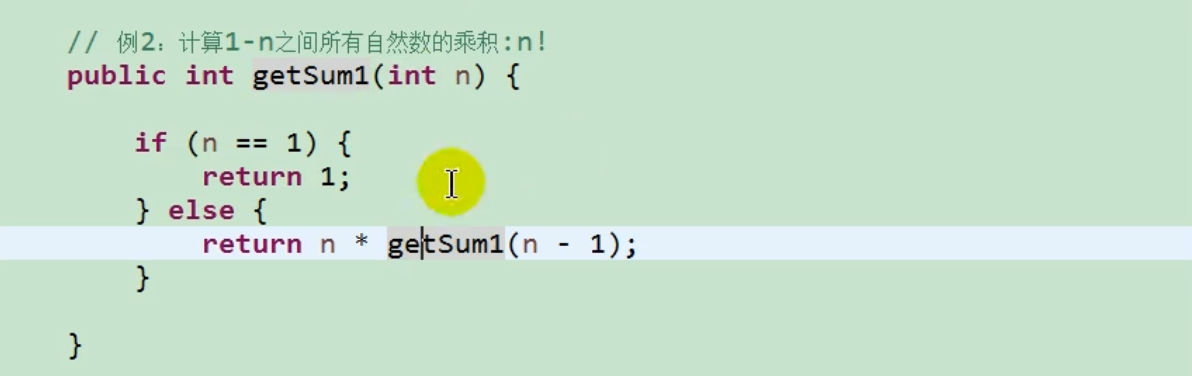 // 例2：计算1-n之间所有自然数的乘积:n!
public int getSum1(int n) {
if (n == 1) {
return 1;
} else {
return n * getSum1(n - 1);
}
}